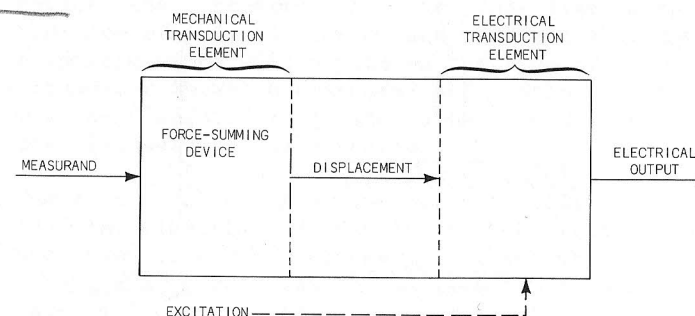 MECHANICAL
TRANSDUCTION
ELEMENT
ELECTRICAL
TRANSDUCTION
ELEMENT
FORCE-SUMMING
DEVICE
MEASURAND
DISPLACEMENT
ELECTRICAL
OUTPUT
EXCITATION